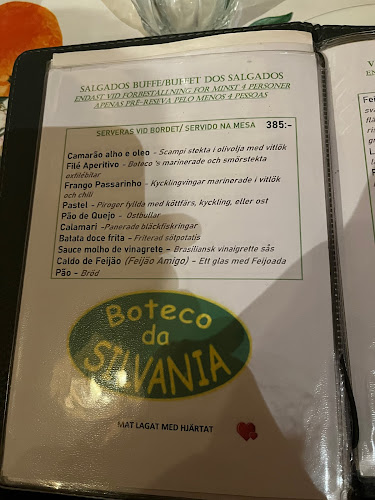 SALGADOS BUFFE/BUFFET DOS SALGADOS
ENDAST VID FÖRBESTÄLLNING FÖR MINST 4 PERSONER
APENAS PRÉ-RESEVA PELO MENOS 4 PESSOAS
SERVERAS VID BORDET/ SERVIDO NA MESA 385:-
Camarão alho e oleo - Scampi stekta i olivolja med vitlök
Filé Aperitivo - Boteco 's marinerade och smörstekta
oxfilébitar
Frango Passarinho - Kycklingvingar marinerade i vitlök
och chili
Pastel - Piroger fyllda med köttfärs, kyckling, eller ost
Pão de Quejo - Ostbullar
Calamari -Panerade bläckfiskringar
Batata doce frita - Friterad sötpotatis
Sauce molho de vinagrete - Brasiliansk vinaigrette sås
Caldo de Feijão (Feijão Amigo) - Ett glas med Feijoada
Pão - Bröd
Boteco
da
SILVANIA
MAT LAGAT MED HJÄRTAT